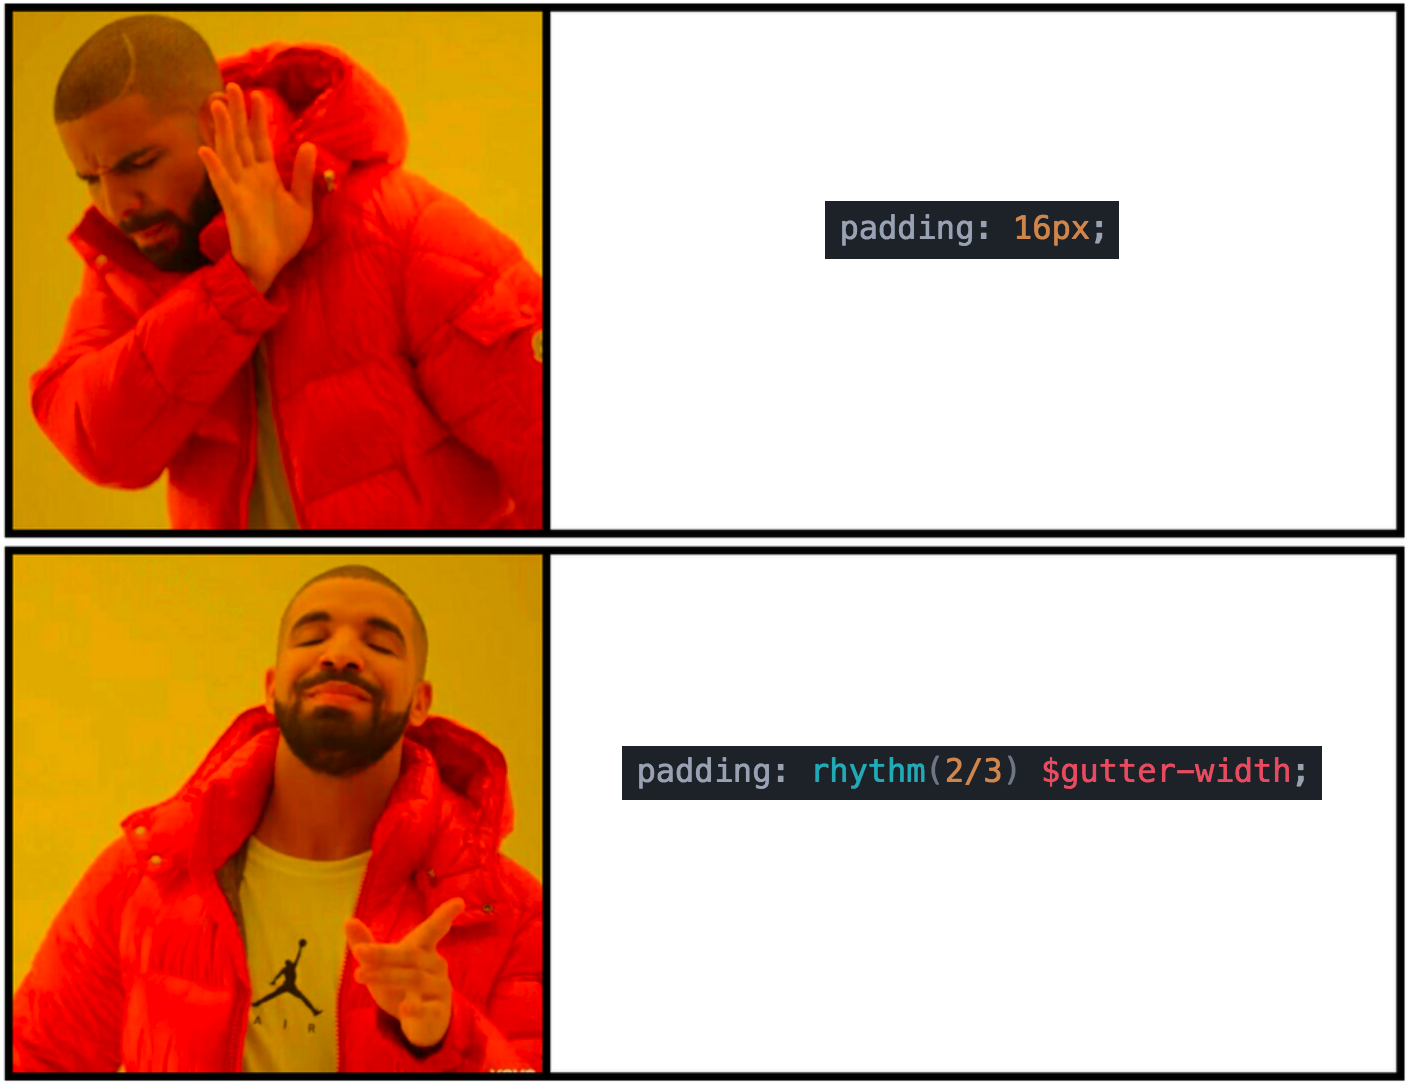 padding: 16px;
padding: rhythm(2/3) $gutter-width;
A I R